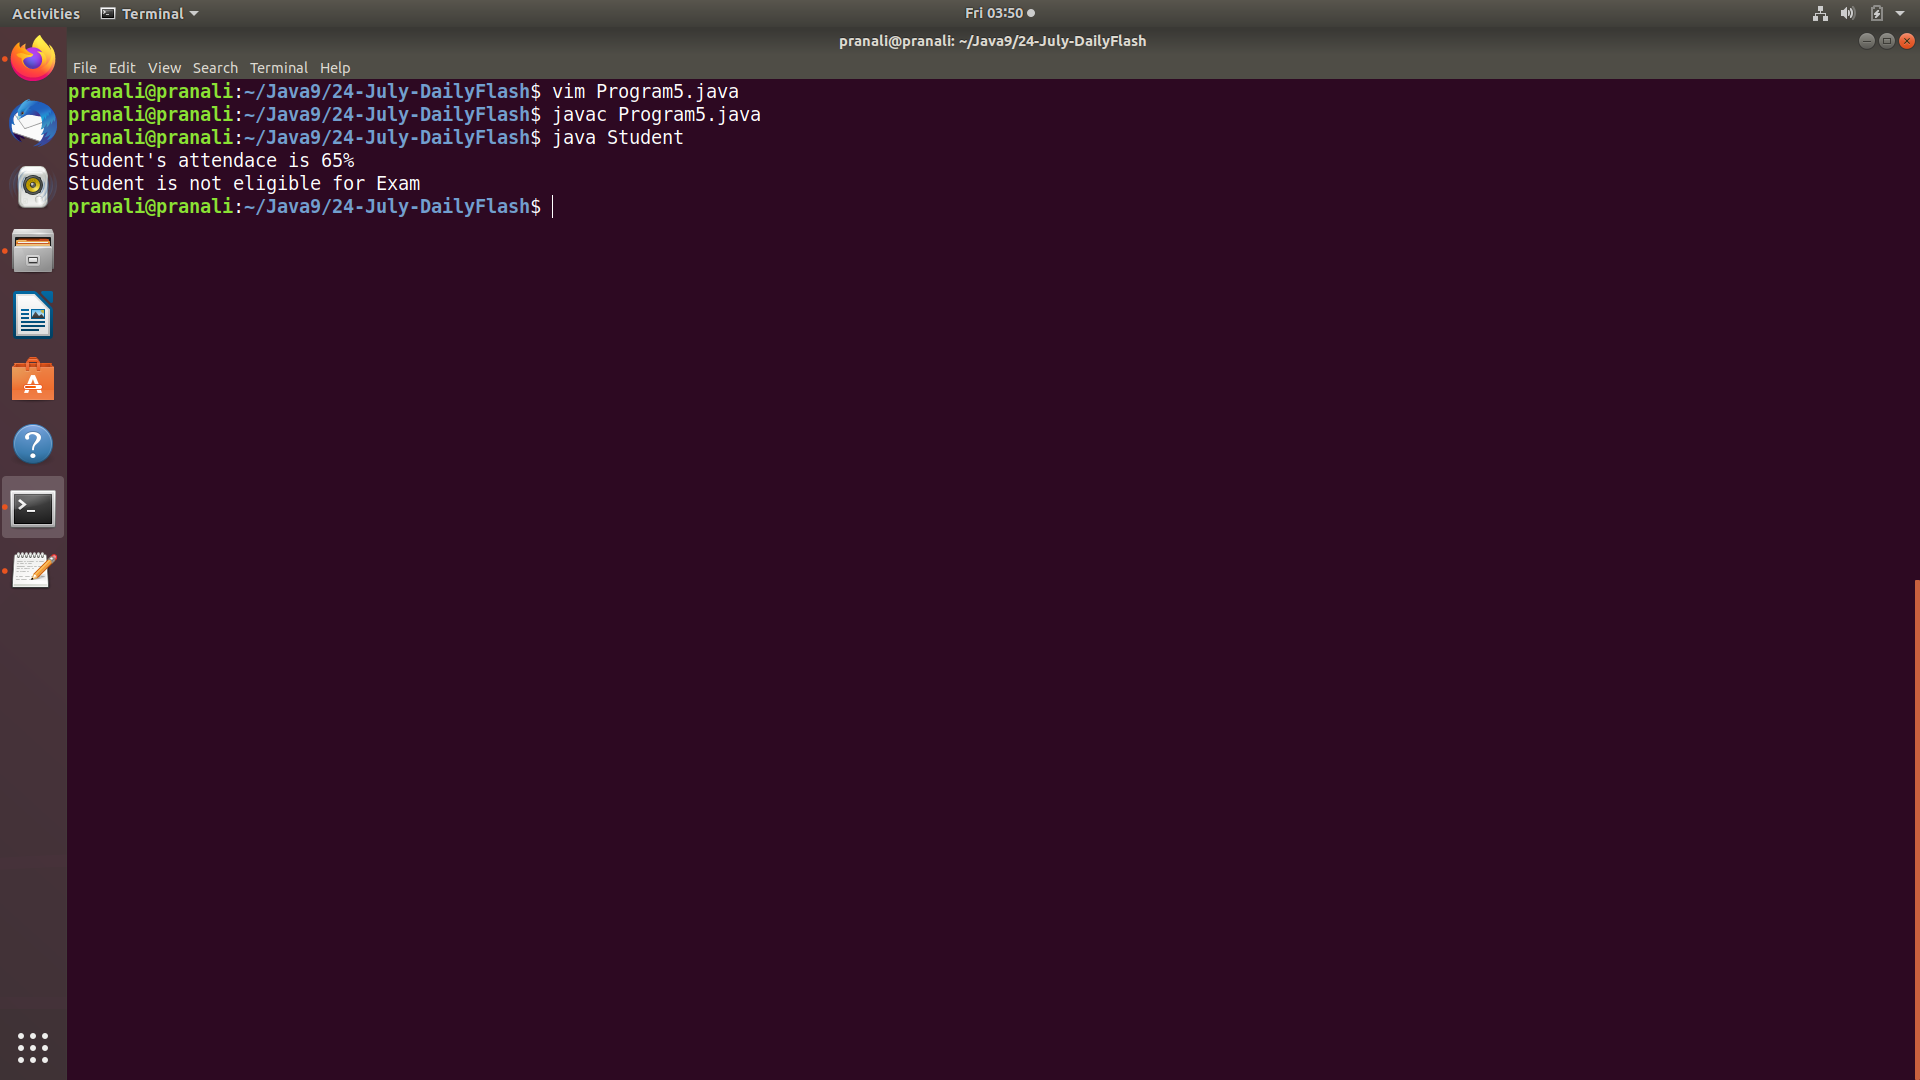 Activities Terminal Fri 03:50
pranali@pranali: ~/Java9/24-July-DailyFlash
File Edit View Search Terminal Help
pranali@pranali:~/Java9/24-July-DailyFlash$ vim Program5.java
pranali@pranali:~/Java9/24-July-DailyFlash$ javac Program5.java
pranali@pranali:~/Java9/24-July-DailyFlash$ java Student
Student's attendace is 65%
Student is not eligible for Exam
pranali@pranali:~/Java9/24-July-DailyFlash$